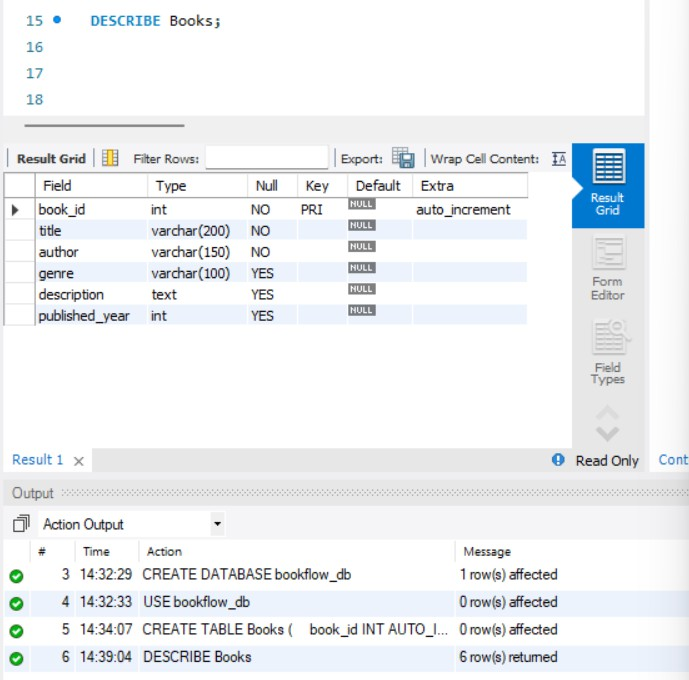 15 DESCRIBE Books;
16
17
18
Result Grid Filter Rows: Export: Wrap Cell Content: IA
Field Type Null Key Default Extra
book_id int NO PRI NULL auto_increment
title varchar(200) NO NULL
author varchar(150) NO NULL
genre varchar(100) YES NULL
description text YES NULL
published_year int YES NULL
Result
Grid
Form
Editor
Field
Types
Result 1 Read Only Cont
Output
Action Output
# Time Action Message
3 14:32:29 CREATE DATABASE bookflow_db 1 row(s) affected
4 14:32:33 USE bookflow_db 0 row(s) affected
5 14:34:07 CREATE TABLE Books ( book_id INT AUTO_I... 0 row(s) affected
6 14:39:04 DESCRIBE Books 6 row(s) returned